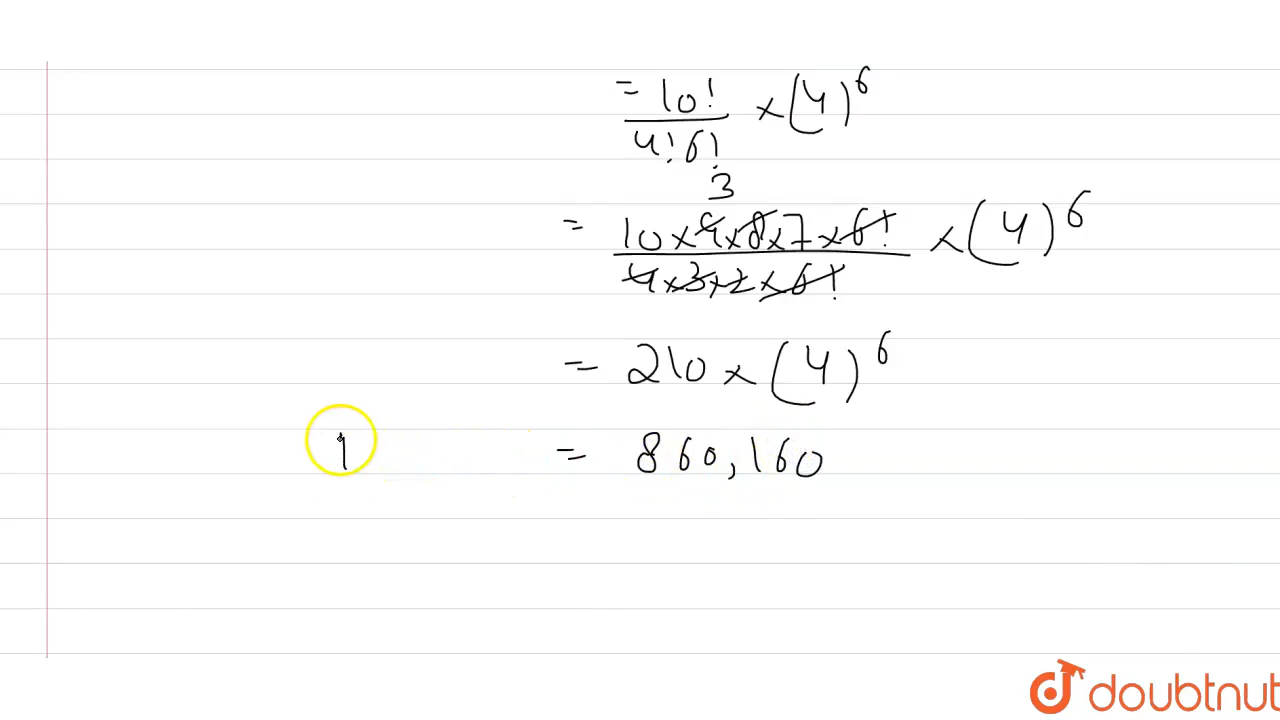 = 10! / 4!6! × (4)^6
3
= 10×9×8×7×6! / 4×3×2×6! × (4)^6
= 210 × (4)^6
1 = 860,160
doubtnut